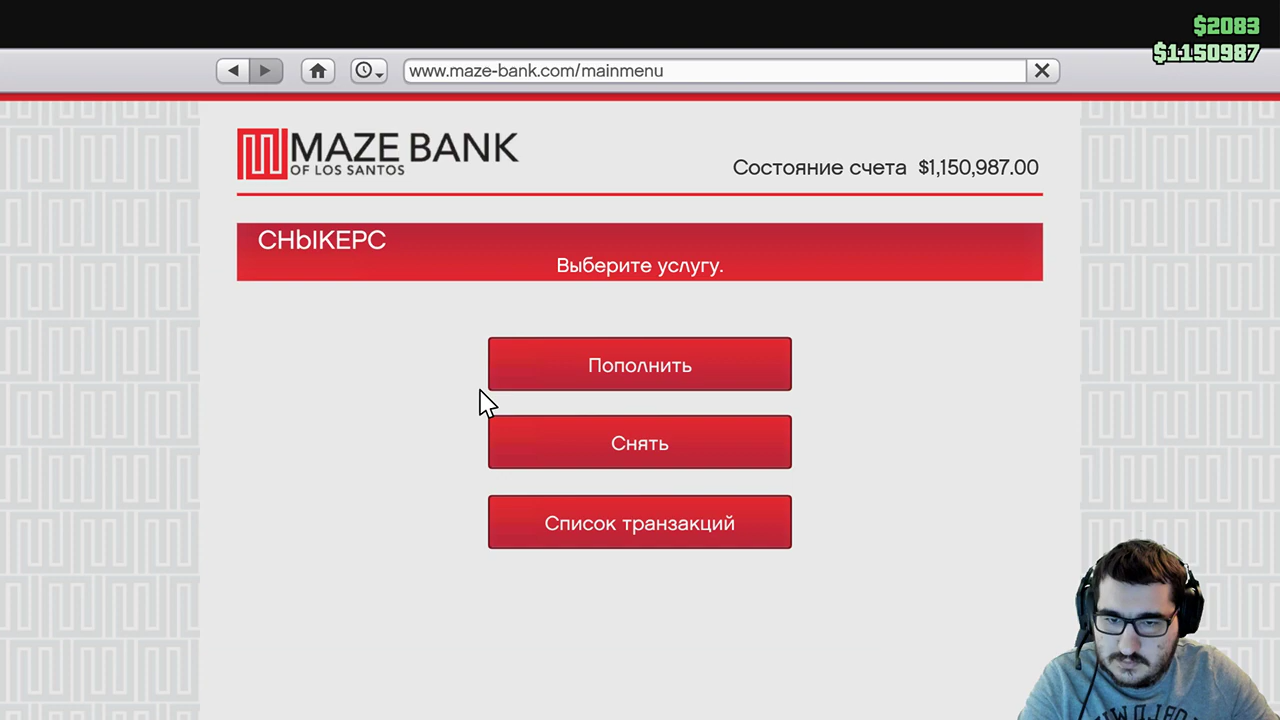 $2083
$1150987
www.maze-bank.com/mainmenu
MAZE BANK
OF LOS SANTOS
Состояние счета $1,150,987.00
СНЫКЕРС
Выберите услугу.
Пополнить
Снять
Список транзакций